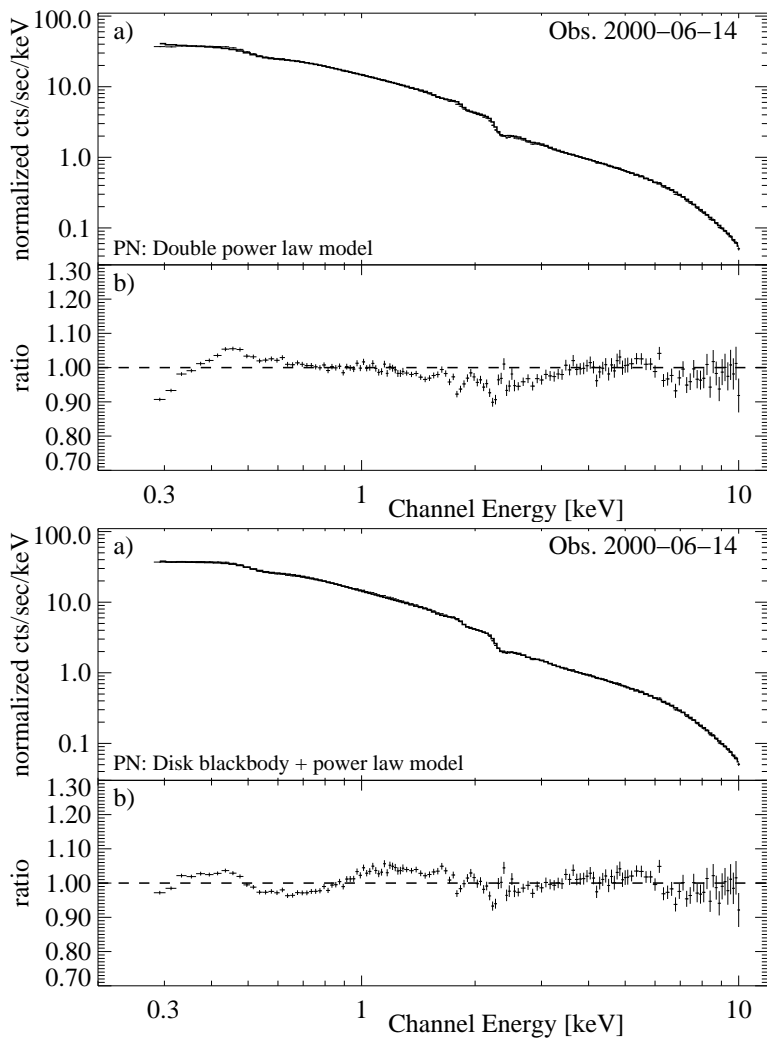 100.0
a)
Obs. 2000−06−14
10.0
1.0
0.1
normalized cts/sec/keV
PN: Double power law model
1.30
b)
1.20
1.10
1.00
0.90
0.80
0.70
ratio
0.3
1
10
Channel Energy [keV]
100.0
a)
Obs. 2000−06−14
10.0
1.0
0.1
normalized cts/sec/keV
PN: Disk blackbody + power law model
1.30
b)
1.20
1.10
1.00
0.90
0.80
0.70
ratio
0.3
1
10
Channel Energy [keV]